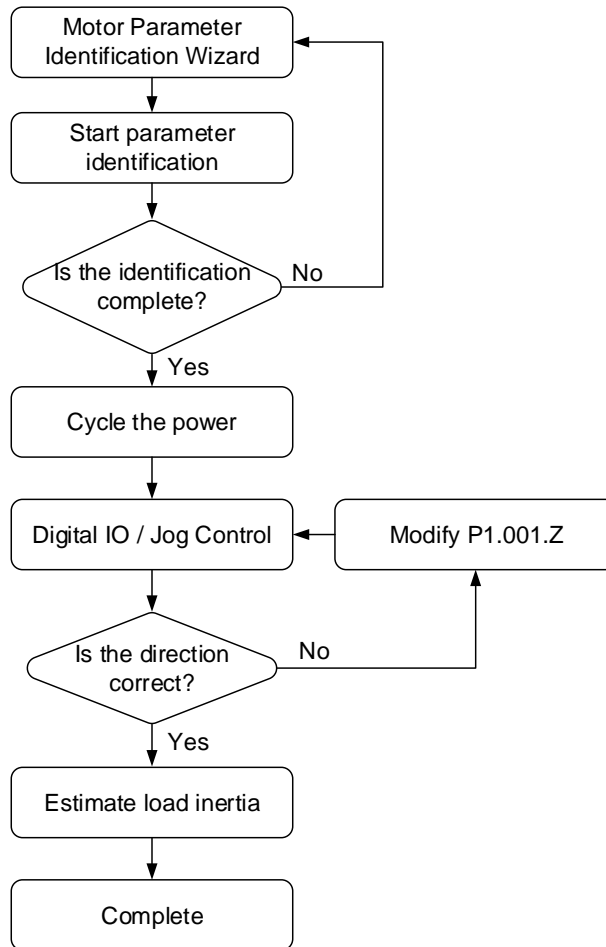 Motor Parameter
Identification Wizard
Start parameter
identification
Is the identification
complete?
No
Yes
Cycle the power
Digital IO / Jog Control
Modify P1.001.Z
Is the direction
correct?
No
Yes
Estimate load inertia
Complete